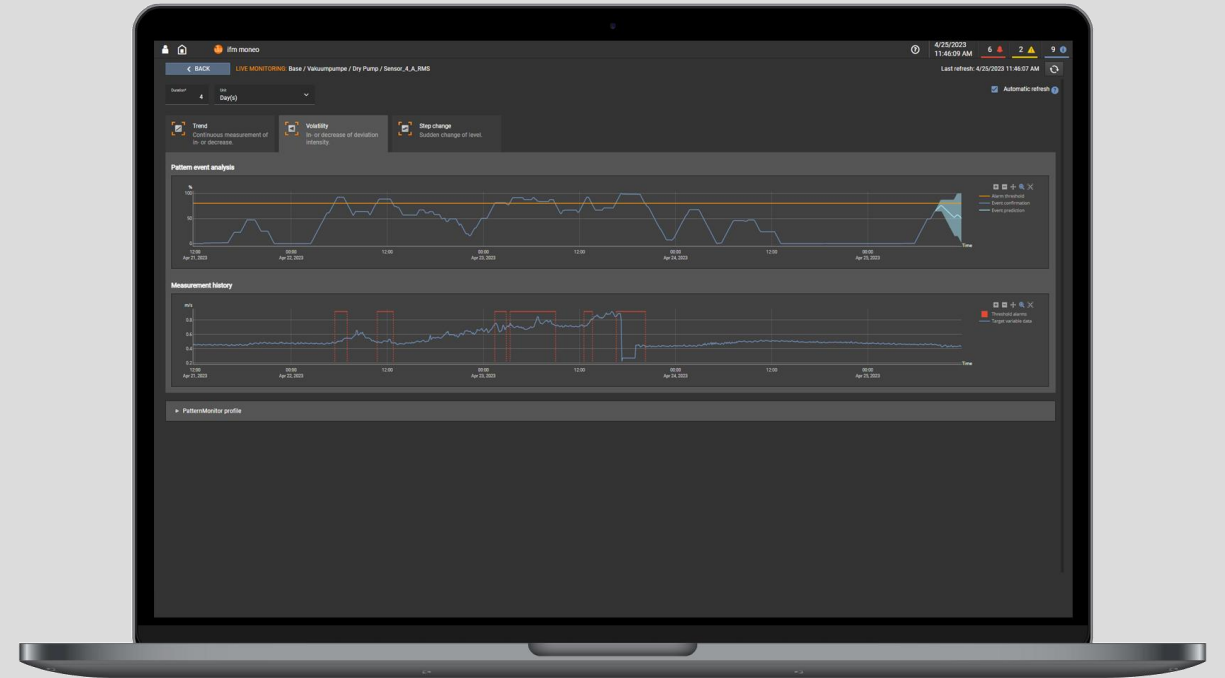 ifm moneo
4/25/2023
11:46:09 AM
6
2
9
BACK
LIVE MONITORING Base / Vakuumpumpe / Dry Pump / Sensor_4_A_RMS
Last refresh: 4/25/2023 11:46:07 AM
Duration*
4
Unit
Day(s)
Automatic refresh
Trend
Continuous measurement of
in- or decrease.
Volatility
In- or decrease of deviation
intensity.
Step change
Sudden change of level.
Pattern event analysis
%
100
50
0
Alarm threshold
Event confirmation
Event prediction
Time
12:00
Apr 21, 2023
00:00
Apr 22, 2023
12:00
00:00
Apr 23, 2023
12:00
00:00
Apr 24, 2023
12:00
00:00
Apr 25, 2023
Measurement history
m/s
0.4
0.2
Threshold alarms
Target variable data
Time
12:00
Apr 21, 2023
00:00
Apr 22, 2023
12:00
00:00
Apr 23, 2023
12:00
00:00
Apr 24, 2023
12:00
00:00
Apr 25, 2023
PatternMonitor profile